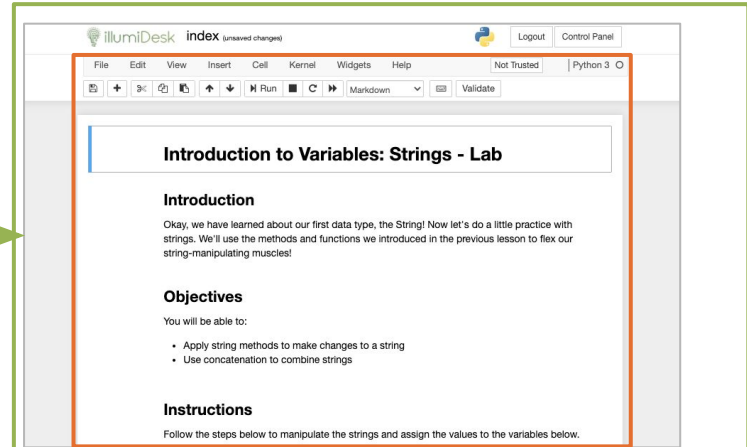 illumiDesk index (unsaved changes) Logout Control Panel
File Edit View Insert Cell Kernel Widgets Help Not Trusted Python 3
Run Markdown Validate
Introduction to Variables: Strings - Lab
Introduction
Okay, we have learned about our first data type, the String! Now let's do a little practice with
strings. We'll use the methods and functions we introduced in the previous lesson to flex our
string-manipulating muscles!
Objectives
You will be able to:
• Apply string methods to make changes to a string
• Use concatenation to combine strings
Instructions
Follow the steps below to manipulate the strings and assign the values to the variables below.